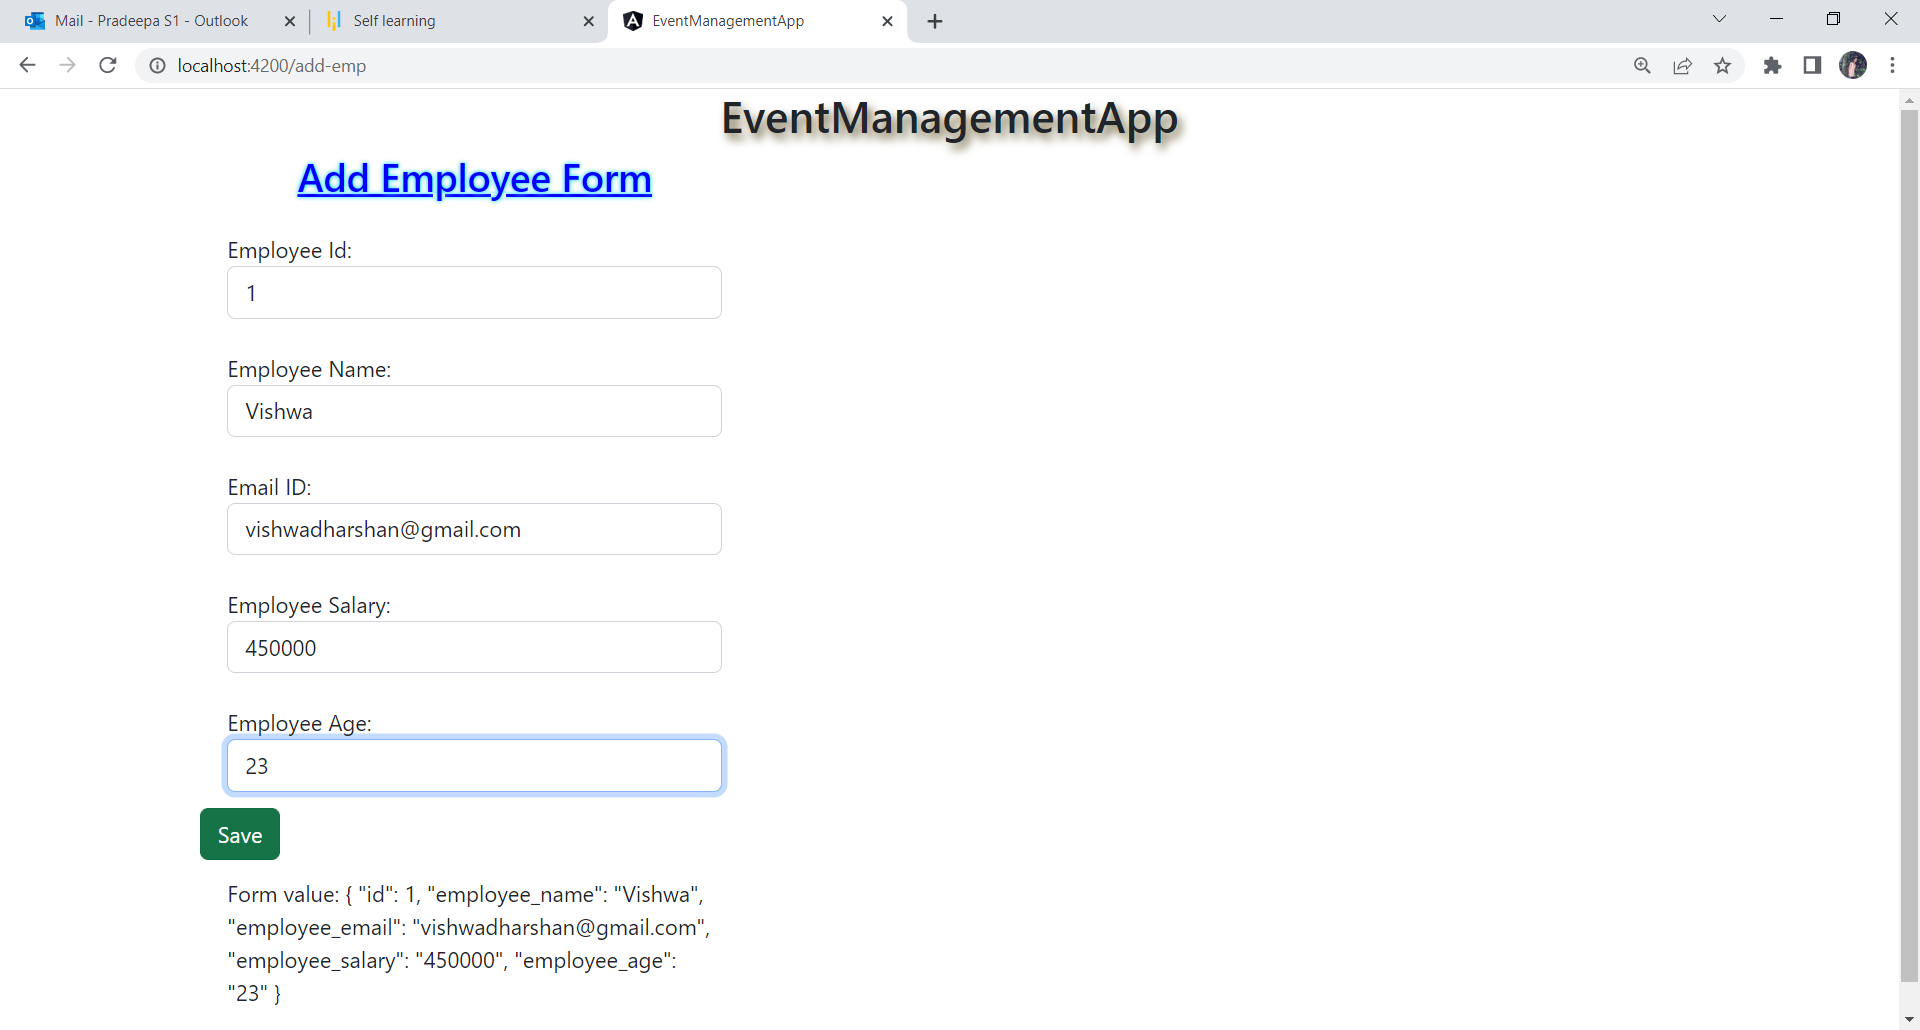 Mail - Pradeepa S1 - Outlook
Self learning
EventManagementApp
localhost:4200/add-emp
EventManagementApp
Add Employee Form
Employee Id:
1
Employee Name:
Vishwa
Email ID:
vishwadharshan@gmail.com
Employee Salary:
450000
Employee Age:
23
Save
Form value: { "id": 1, "employee_name": "Vishwa",
"employee_email": "vishwadharshan@gmail.com",
"employee_salary": "450000", "employee_age":
"23" }